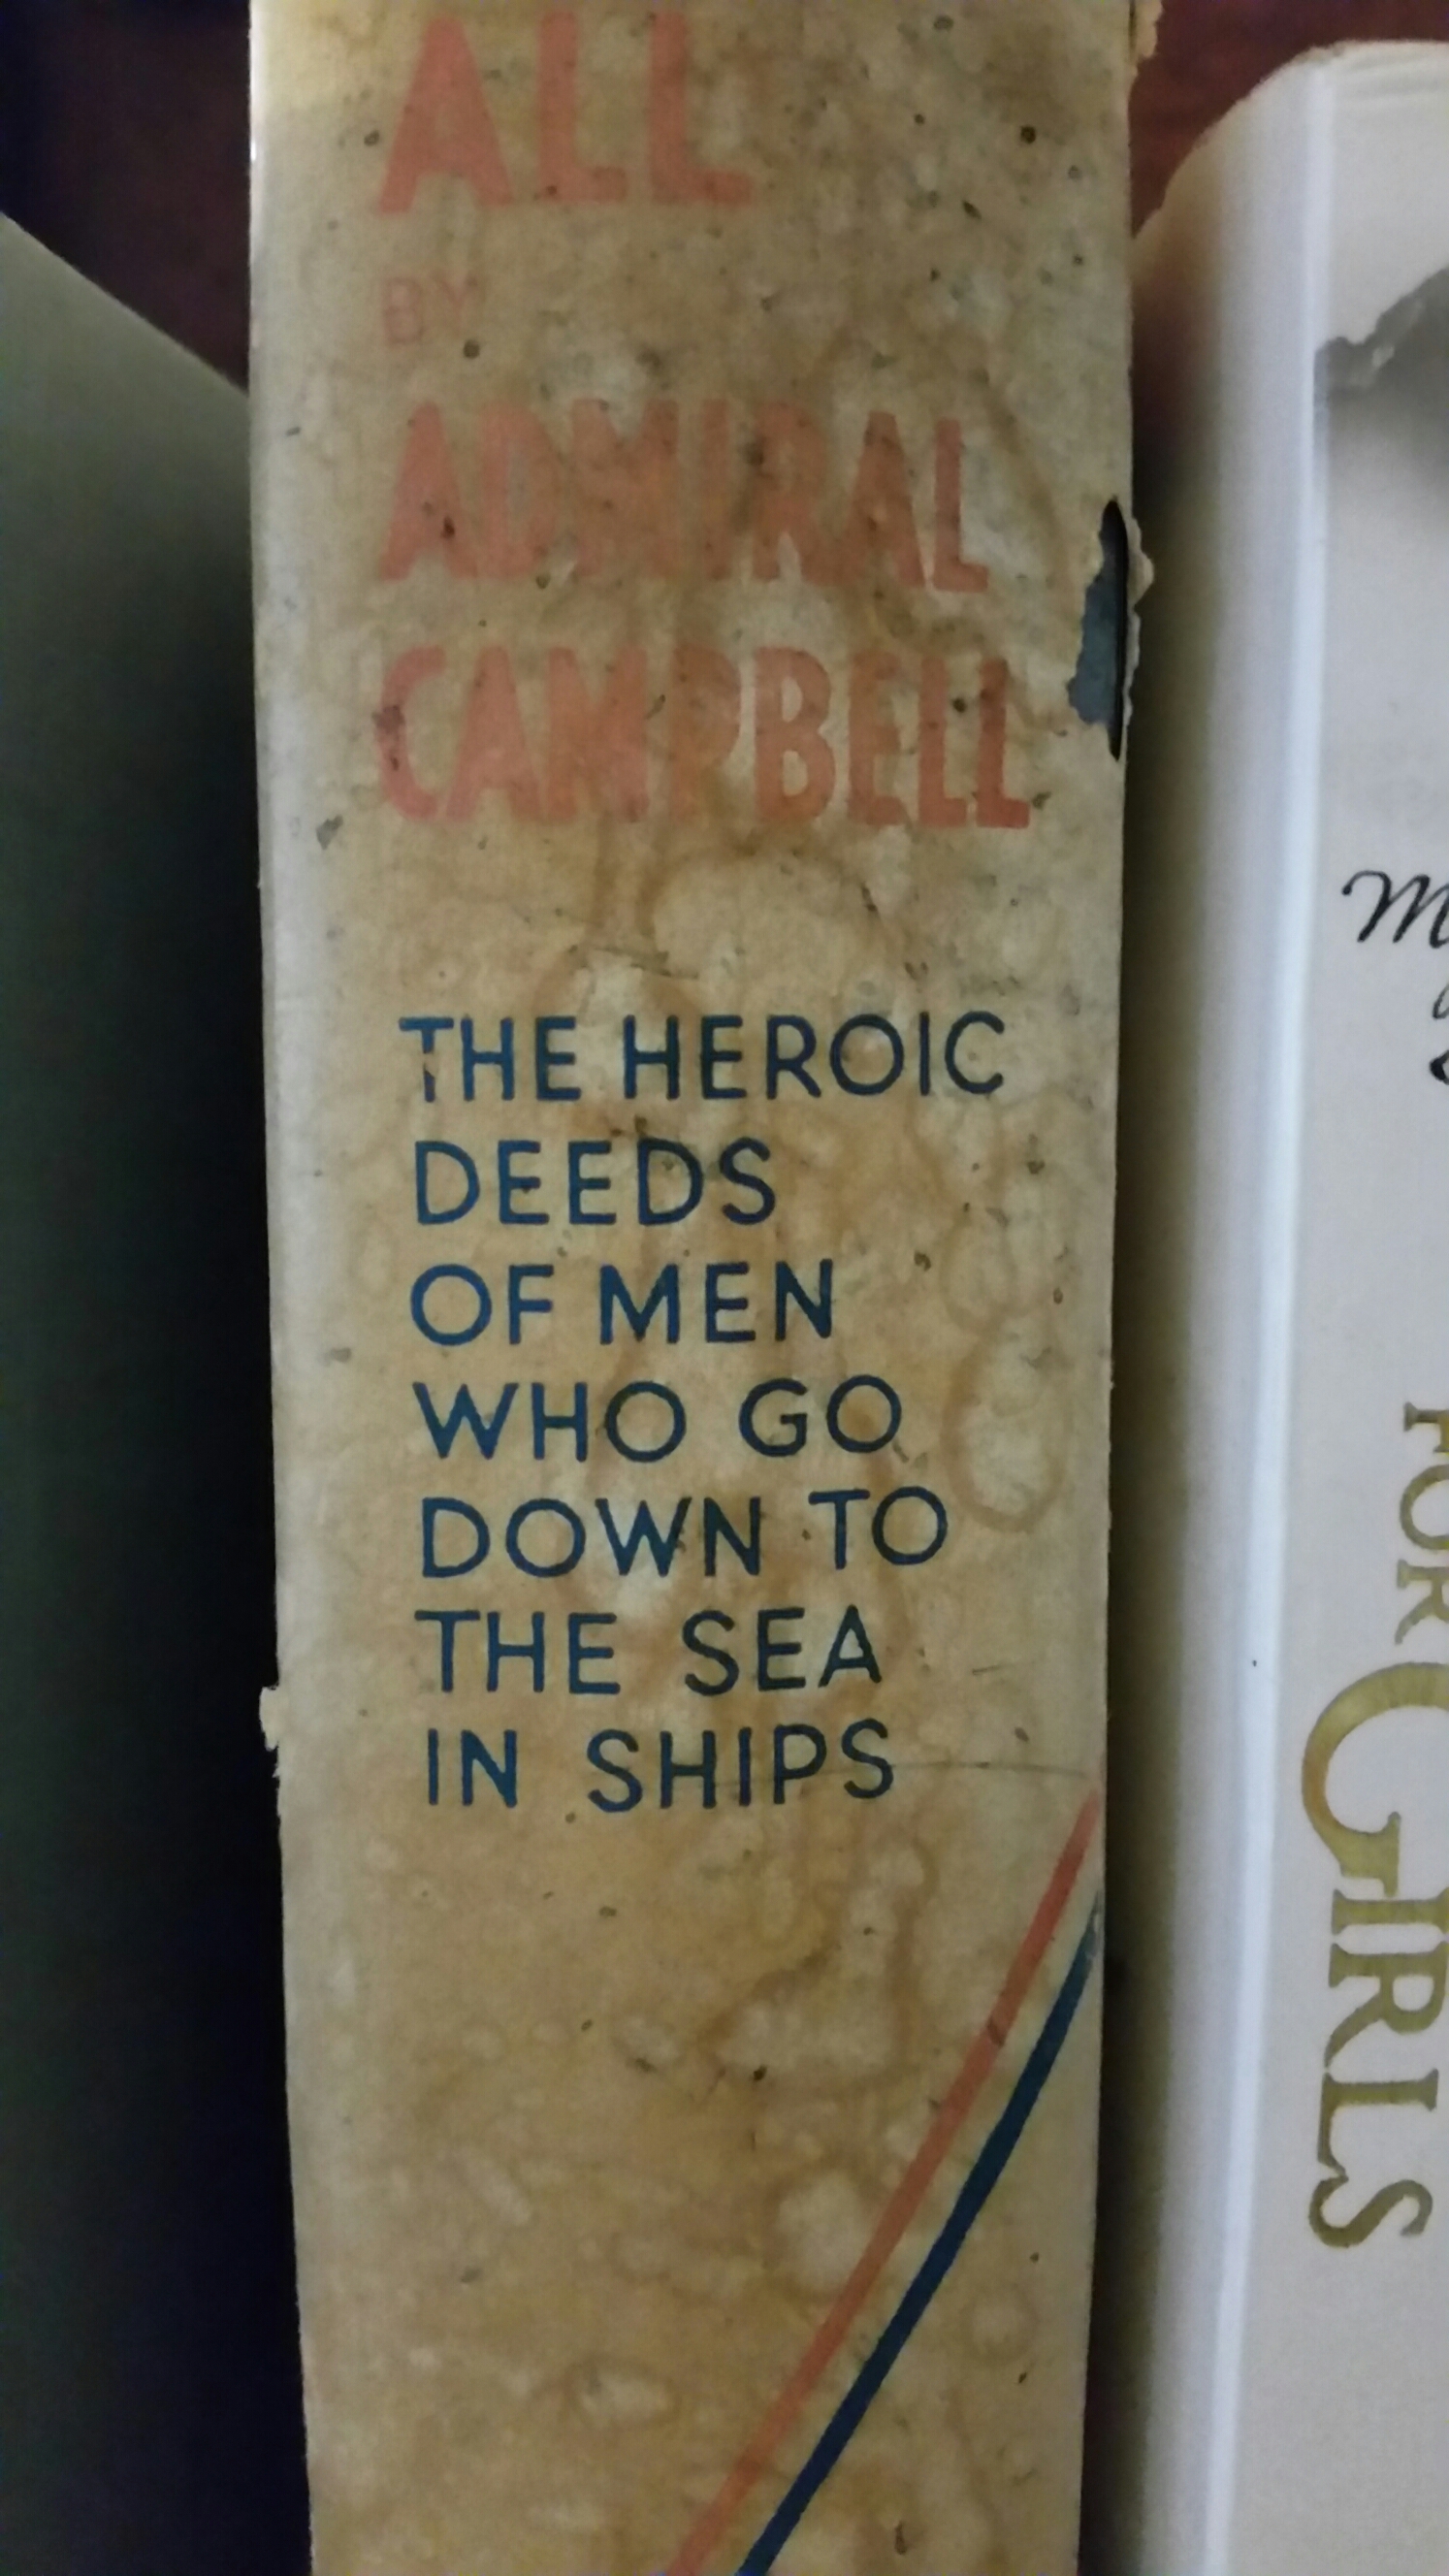 ALL
BY
ADMIRAL
CAMPBELL
THE HEROIC
DEEDS
OF MEN
WHO GO
DOWN TO
THE SEA
IN SHIPS
FOR GIRLS